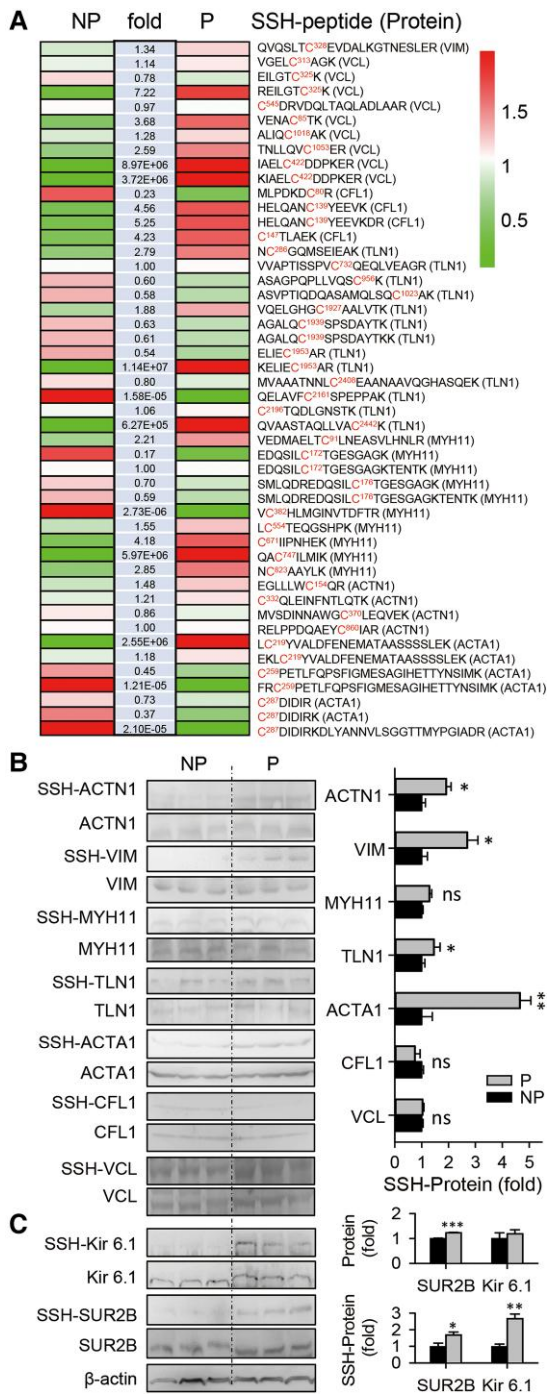 A
NP fold P SSH-peptide (Protein)
1.34 QVQSLTC328EVDALKGTNESLER (VIM)
1.14 VGELC313AGK (VCL)
0.78 EILGTC325K (VCL)
7.22 REILGTC325K (VCL)
0.97 C545DRVDQLTAQLADLAAR (VCL)
3.68 VENAC85TK (VCL)
1.28 ALIQC1018AK (VCL)
2.59 TNLLQVC1053ER (VCL)
8.97E+06 IAELC422DDPKER (VCL)
3.72E+06 KIAELC422DDPKER (VCL)
0.23 MLPDKDC80R (CFL1)
4.56 HELQANC139YEEVK (CFL1)
5.25 HELQANC139YEEVKDR (CFL1)
4.23 C147TLAEK (CFL1)
2.79 NC286GQMSEIEAK (TLN1)
1.00 VVAPTISSPVC732QEQLVEAGR (TLN1)
0.60 ASAGPQPLLVQSC956K (TLN1)
0.58 ASVPTIQDQASAMQLSQC1023AK (TLN1)
1.88 VQELGHGC1927AALVTK (TLN1)
0.63 AGALQC1939SPSDAYTK (TLN1)
0.61 AGALQC1939SPSDAYTKK (TLN1)
0.54 ELIEC1953AR (TLN1)
1.14E+07 KELIEC1953AR (TLN1)
0.80 MVAAATNNLC2408EAANAAVQGHASQEK (TLN1)
1.58E-05 QELAVFC2161SPEPPAK (TLN1)
1.06 C2196TQDLGNSTK (TLN1)
6.27E+05 QVAASTAQLLVAC2442K (TLN1)
2.21 VEDMAELTC91LNEASVLHNLR (MYH11)
0.17 EDQSILC172TGESGAGK (MYH11)
1.00 EDQSILC172TGESGAGKTENTK (MYH11)
0.70 SMLQDREDQSILC176TGESGAGK (MYH11)
0.59 SMLQDREDQSILC176TGESGAGKTENTK (MYH11)
2.73E-06 VC382HLMGINVTDFTR (MYH11)
1.55 LC554TEQGSHPK (MYH11)
4.18 C671IIPNHEK (MYH11)
5.97E+06 QAC747ILMIK (MYH11)
2.85 NC823AAYLK (MYH11)
1.48 EGLLLWC154QR (ACTN1)
1.21 C332QLEINFNTLQTK (ACTN1)
0.86 MVSDINNAWGC370LEQVEK (ACTN1)
1.00 RELPPDQAEYC860IAR (ACTN1)
2.55E+06 LC219YVALDFENEMATAASSSSLEK (ACTA1)
1.18 EKLC219YVALDFENEMATAASSSSLEK (ACTA1)
0.45 C259PETLFQPSFIGMESAGIHETTYNSIMK (ACTA1)
1.21E-05 FRC259PETLFQPSFIGMESAGIHETTYNSIMK (ACTA1)
0.73 C287DIDIR (ACTA1)
0.37 C287DIDIRK (ACTA1)
2.10E-05 C287DIDIRKDLYANNVLSGGTTMYPGIADR (ACTA1)
1.5
1
0.5
B
NP P
SSH-ACTN1
ACTN1
SSH-VIM
VIM
SSH-MYH11
MYH11
SSH-TLN1
TLN1
SSH-ACTA1
ACTA1
SSH-CFL1
CFL1
SSH-VCL
VCL
ACTN1 *
VIM *
MYH11 ns
TLN1 *
ACTA1 **
CFL1 ns
VCL ns
P
NP
0 1 2 3 4 5 6
SSH-Protein (fold)
C
SSH-Kir 6.1
Kir 6.1
SSH-SUR2B
SUR2B
β-actin
Protein
(fold)
2
1
0
***
SUR2B Kir 6.1
SSH-Protein
(fold)
3
2
1
0
* **
SUR2B Kir 6.1